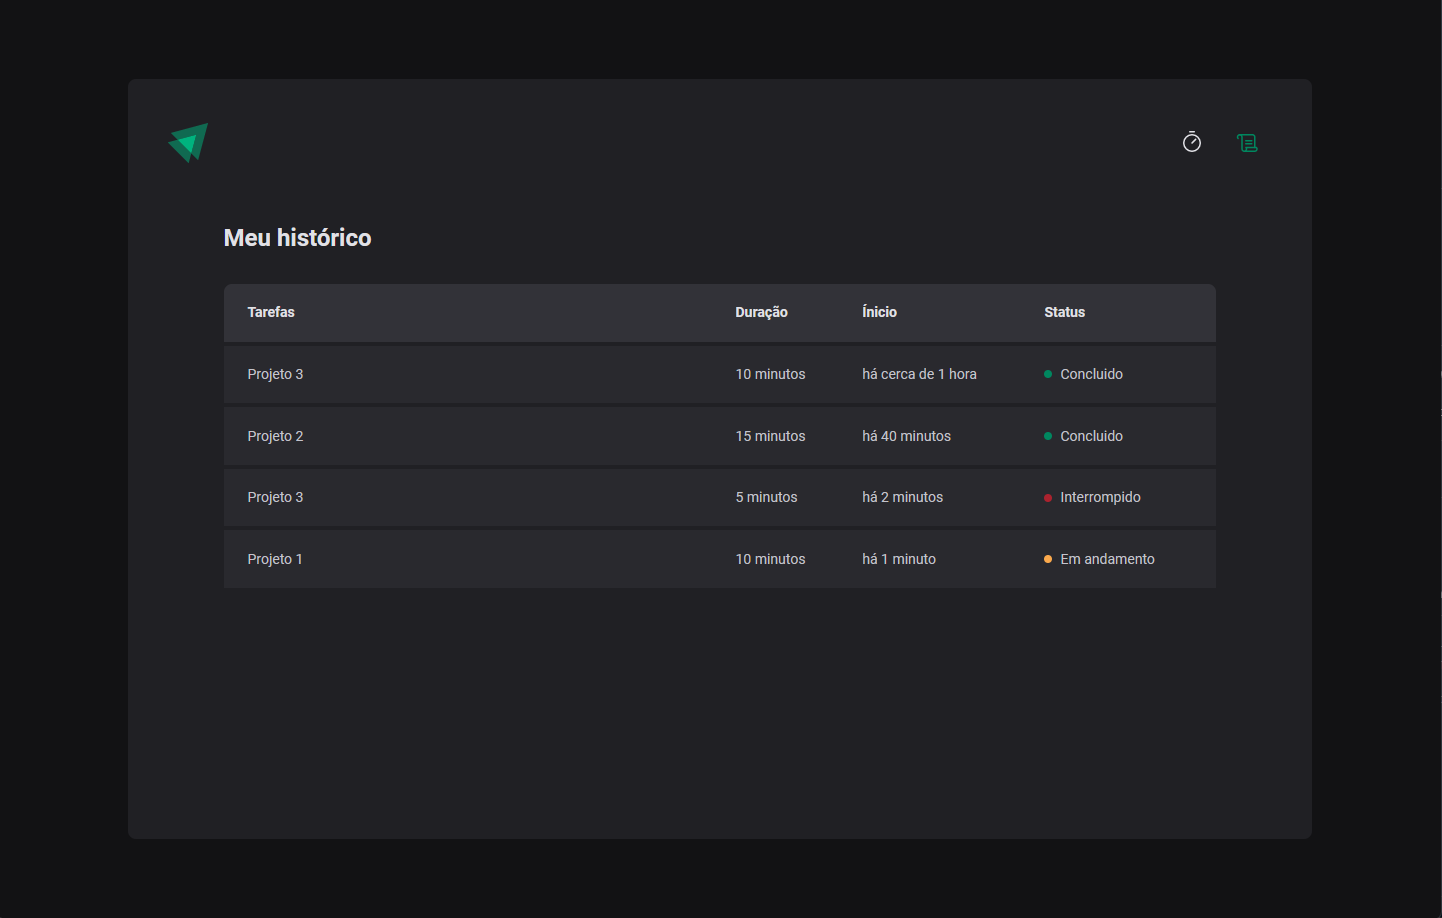 Meu histórico
Tarefas Duração Ínicio Status
Projeto 3 10 minutos há cerca de 1 hora Concluido
Projeto 2 15 minutos há 40 minutos Concluido
Projeto 3 5 minutos há 2 minutos Interrompido
Projeto 1 10 minutos há 1 minuto Em andamento